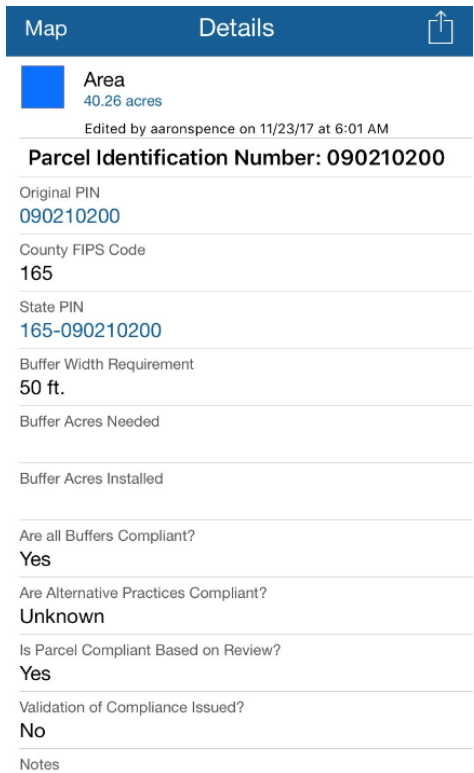 Map Details
Area
40.26 acres
Edited by aaronspence on 11/23/17 at 6:01 AM
Parcel Identification Number: 090210200
Original PIN
090210200
County FIPS Code
165
State PIN
165-090210200
Buffer Width Requirement
50 ft.
Buffer Acres Needed
Buffer Acres Installed
Are all Buffers Compliant?
Yes
Are Alternative Practices Compliant?
Unknown
Is Parcel Compliant Based on Review?
Yes
Validation of Compliance Issued?
No
Notes